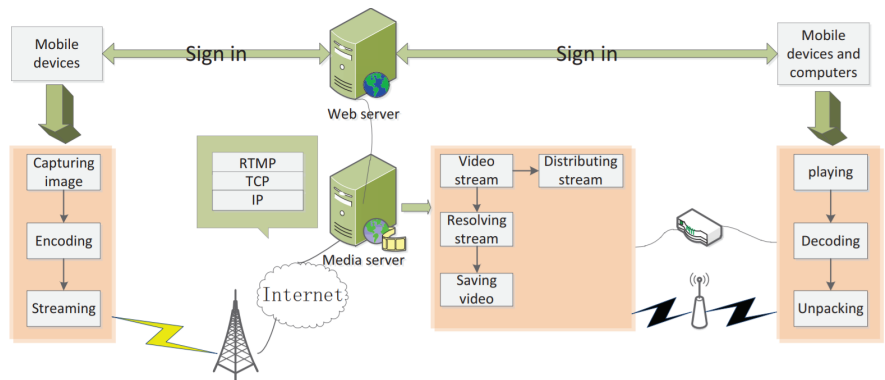 Mobile
devices
Sign in
Web server
Sign in
Mobile
devices and
computers
Capturing
image
Encoding
Streaming
RTMP
TCP
IP
Media server
Internet
Video
stream
Distributing
stream
Resolving
stream
Saving
video
playing
Decoding
Unpacking